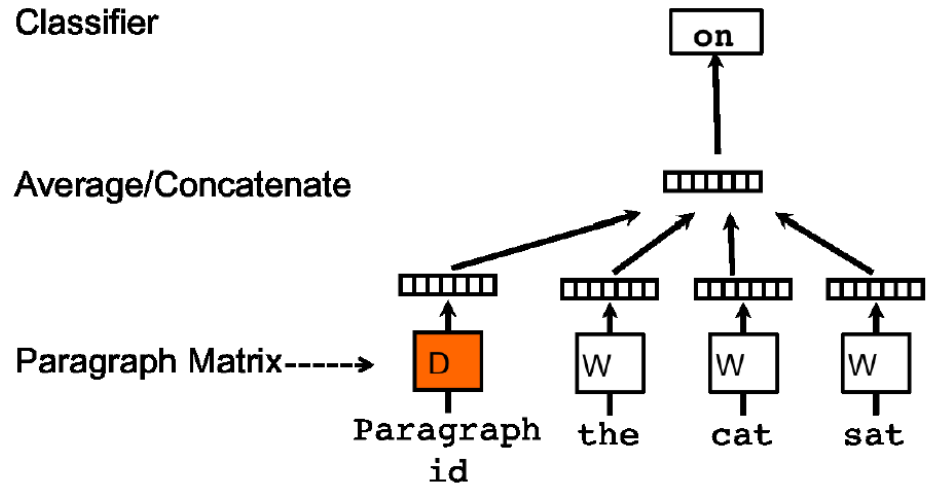 Classifier
on
Average/Concatenate
Paragraph Matrix
D
W
W
W
Paragraph
id
the
cat
sat